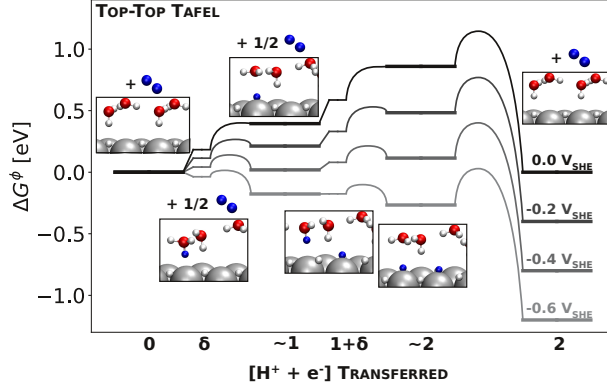 TOP-TOP TAFEL
ΔG^ϕ [eV]
1.0
0.5
0.0
−0.5
−1.0
+
+ 1/2
+ 1/2
+
0.0 V_SHE
-0.2 V_SHE
-0.4 V_SHE
-0.6 V_SHE
0 δ ~1 1+δ ~2 2
[H⁺ + e⁻] TRANSFERRED